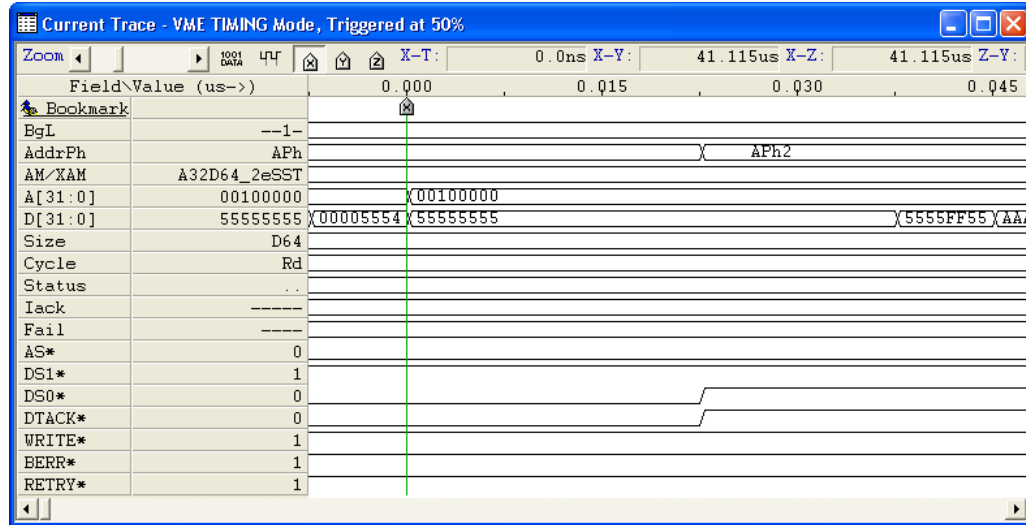 Current Trace - VME TIMING Mode, Triggered at 50%
Zoom 1001 DATA X Y Z X-T: 0.0ns X-Y: 41.115us X-Z: 41.115us Z-Y:
Field\Value (us->) 0.000 0.015 0.030 0.045
Bookmark X
BgL --1-
AddrPh APh APh2
AM/XAM A32D64_2eSST
A[31:0] 00100000 00100000
D[31:0] 55555555 00005554 55555555 5555FF55 AAA
Size D64
Cycle Rd
Status ..
Iack -----
Fail ----
AS* 0
DS1* 1
DS0* 0
DTACK* 0
WRITE* 1
BERR* 1
RETRY* 1